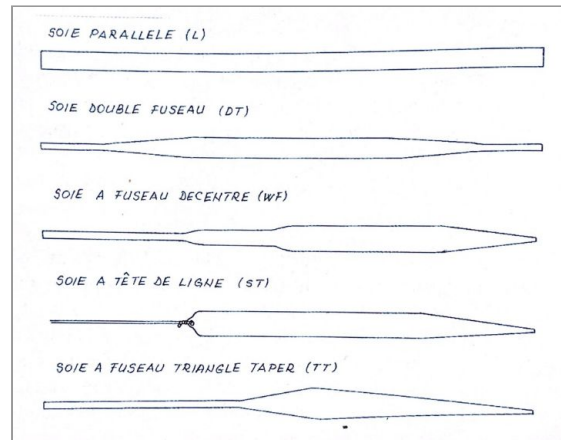 SOIE PARALLELE (L)
SOIE DOUBLE FUSEAU (DT)
SOIE A FUSEAU DECENTRE (WF)
SOIE A TÊTE DE LIGNE (ST)
SOIE A FUSEAU TRIANGLE TAPER (TT)